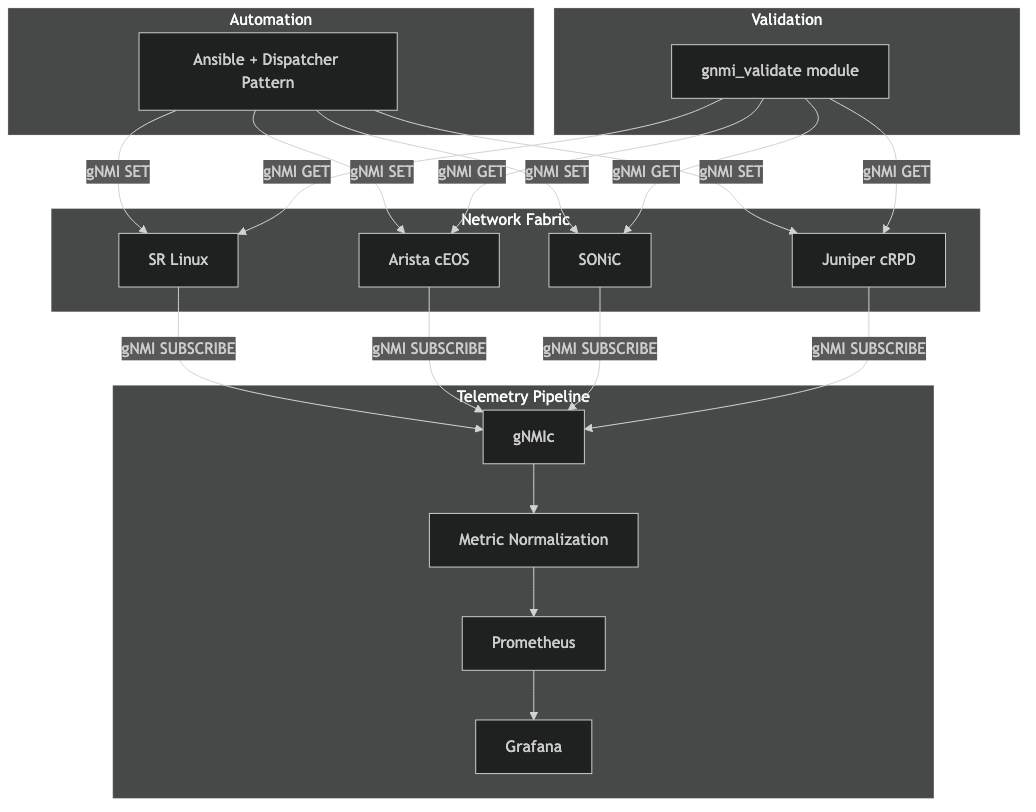 Automation
Validation
Ansible + Dispatcher
Pattern
gnmi_validate module
gNMI SET
gNMI GET
gNMI SET
gNMI GET
gNMI SET
gNMI GET
gNMI SET
gNMI GET
Network Fabric
SR Linux
Arista cEOS
SONiC
Juniper cRPD
gNMI SUBSCRIBE
gNMI SUBSCRIBE
gNMI SUBSCRIBE
gNMI SUBSCRIBE
Telemetry Pipeline
gNMIc
Metric Normalization
Prometheus
Grafana